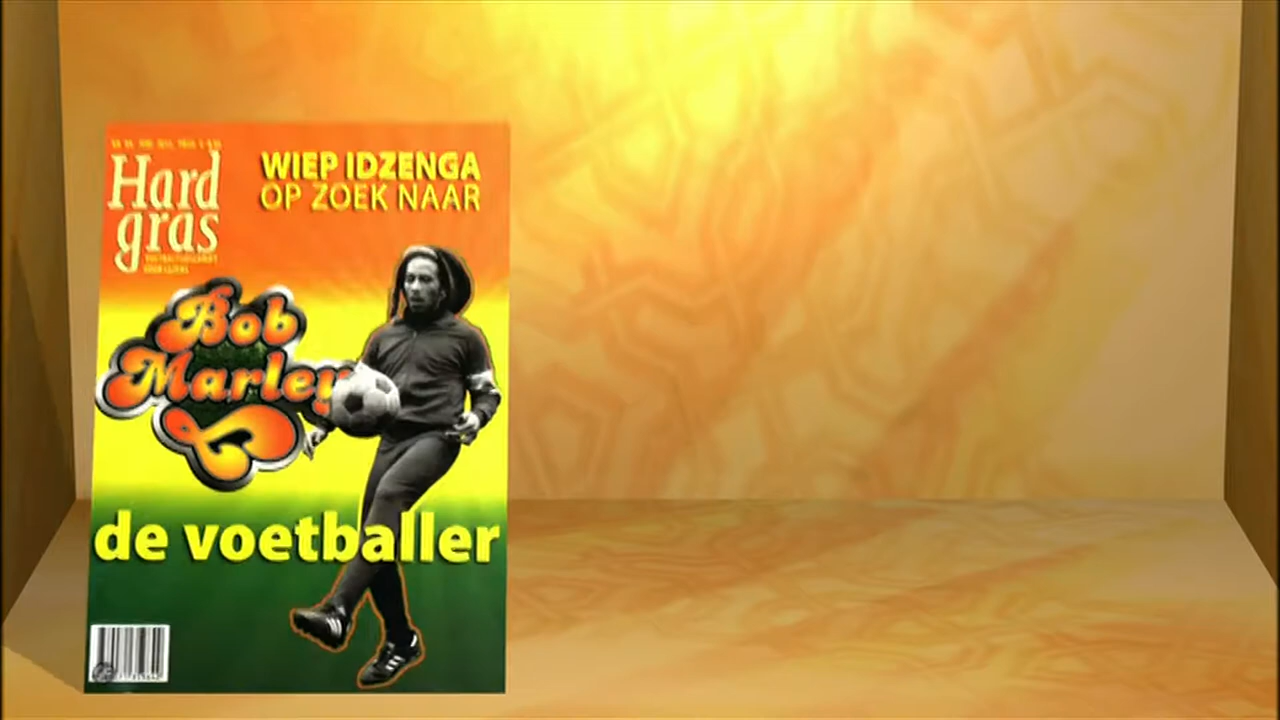 Hard
gras
WIEP IDZENGA
OP ZOEK NAAR
Bob
Marley
de voetballer